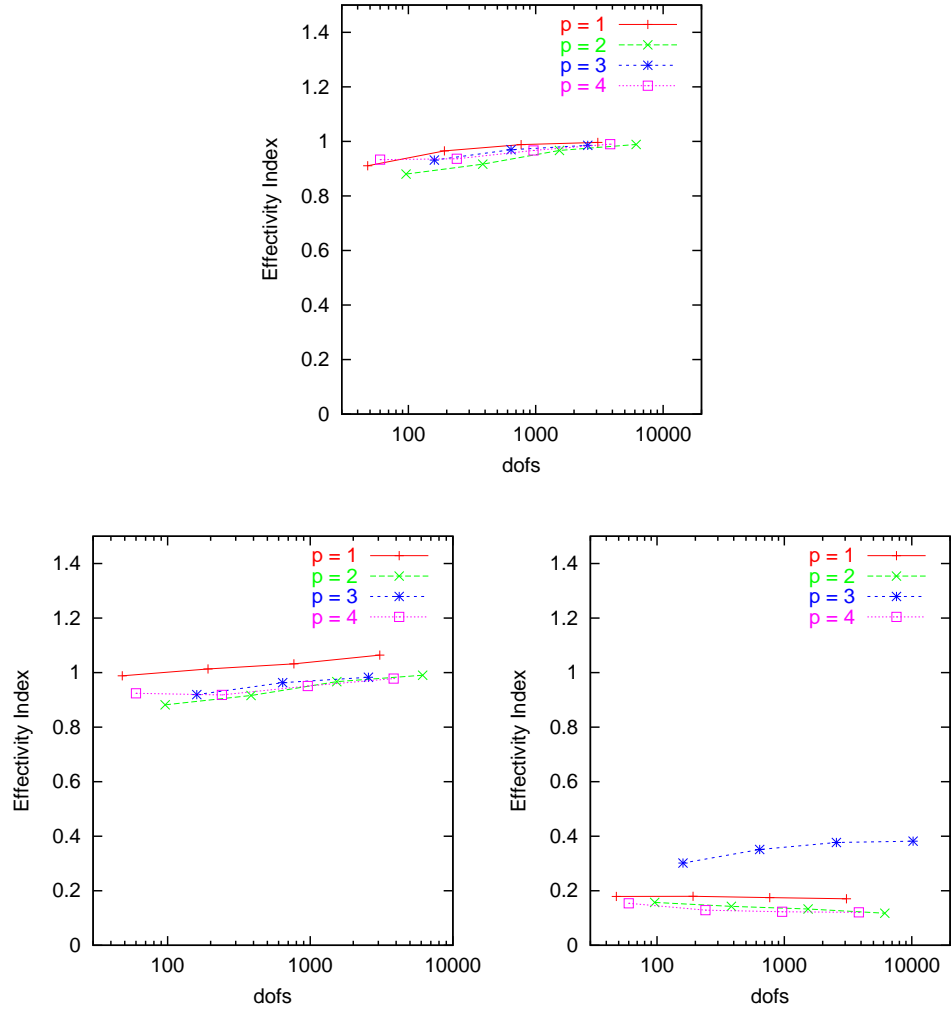 1.4
1.2
1
0.8
0.6
0.4
0.2
0
Effectivity Index
p = 1
p = 2
p = 3
p = 4
100 1000 10000
dofs
1.4
1.2
1
0.8
0.6
0.4
0.2
0
Effectivity Index
p = 1
p = 2
p = 3
p = 4
100 1000 10000
dofs
1.4
1.2
1
0.8
0.6
0.4
0.2
0
Effectivity Index
p = 1
p = 2
p = 3
p = 4
100 1000 10000
dofs